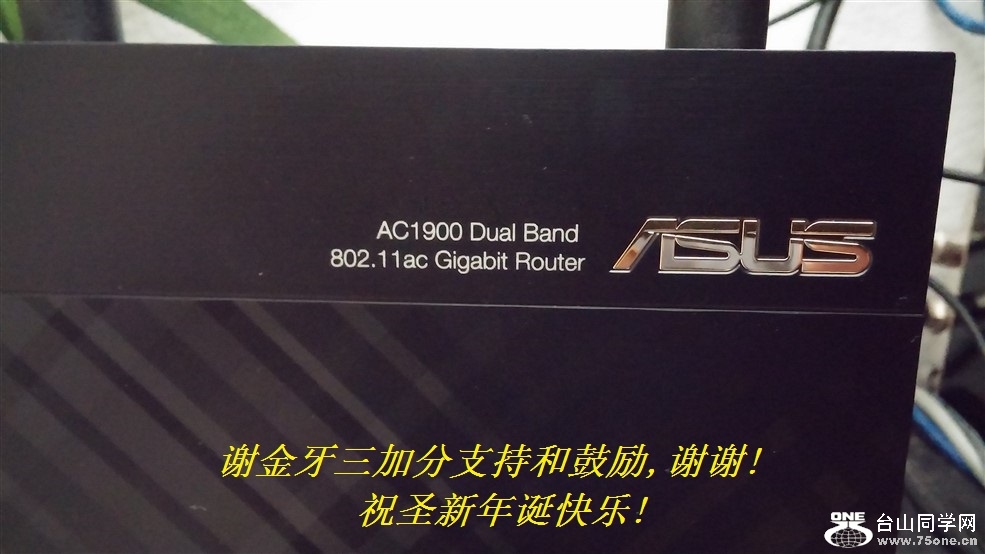 AC1900 Dual Band
802.11ac Gigabit Router
ASUS
谢金牙三加分支持和鼓励,谢谢!
祝圣新年诞快乐!
ONE
台山同学网
www.75one.cn